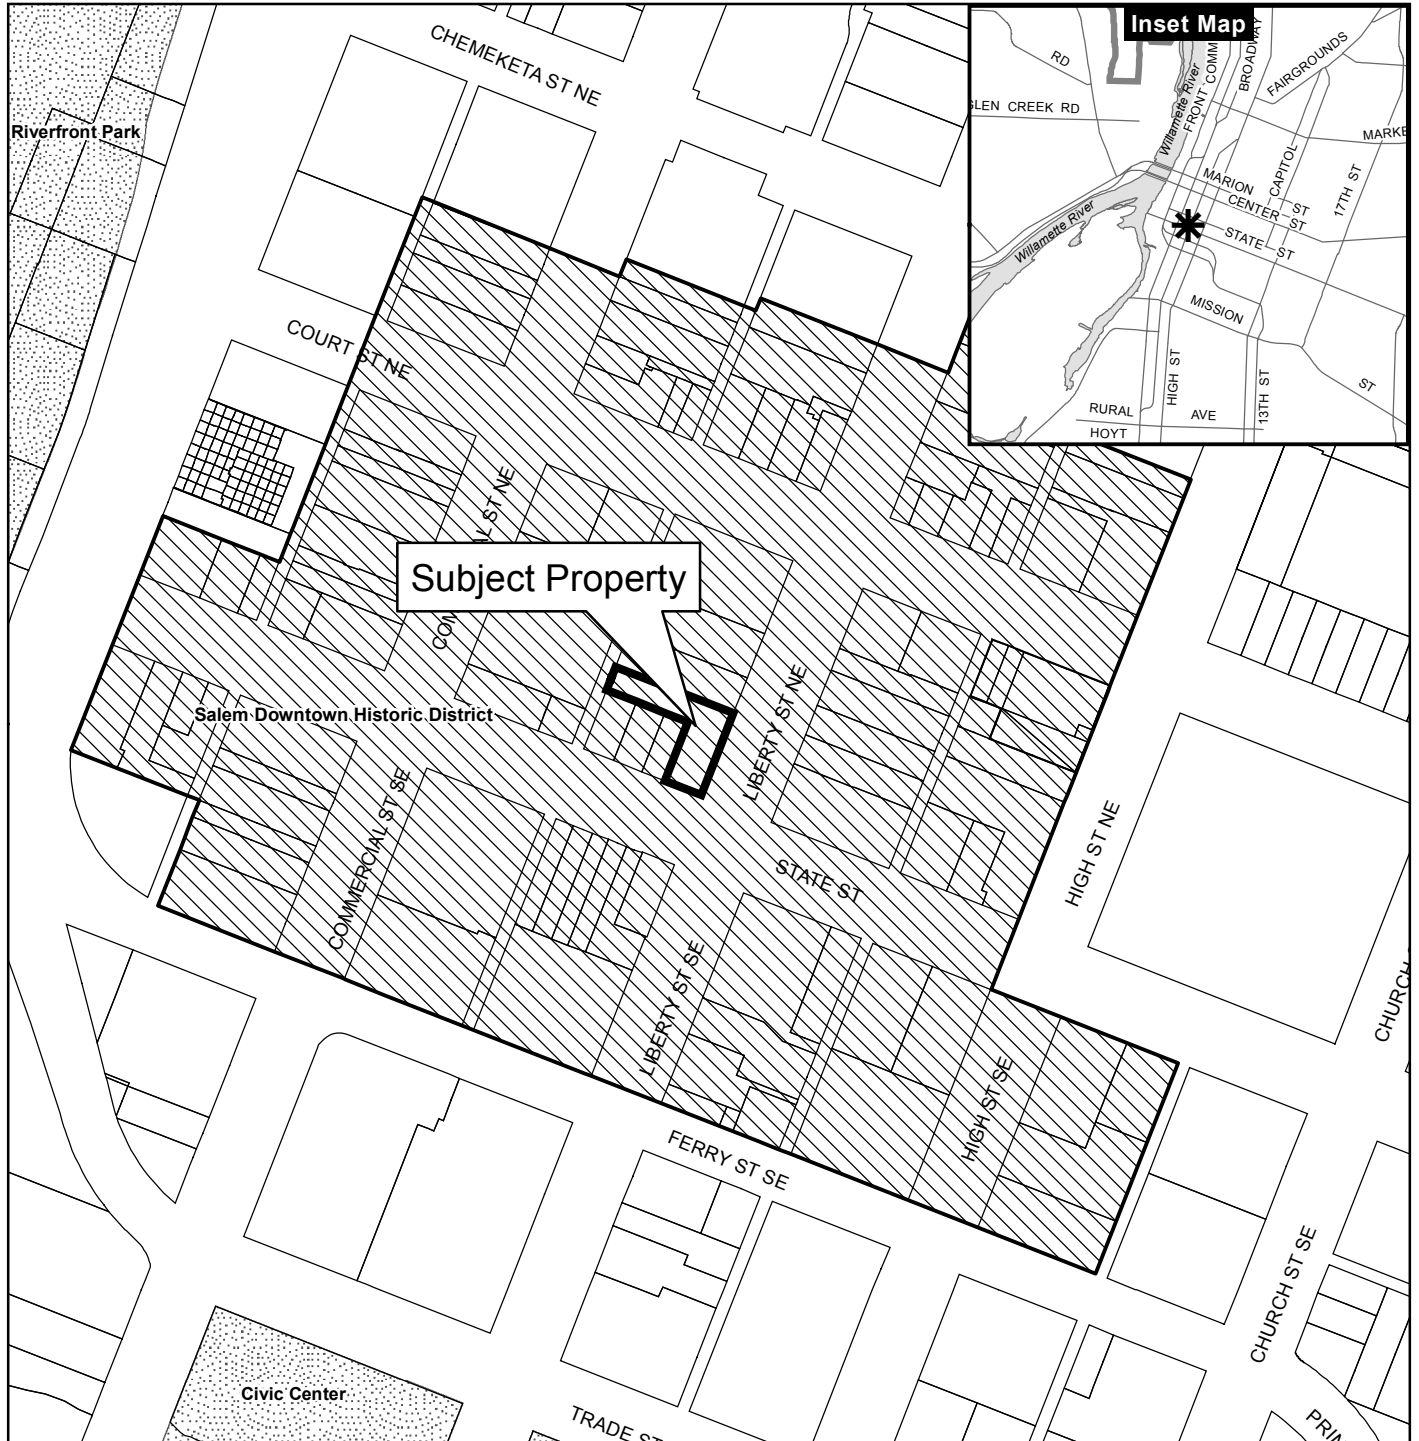 CHEMEKETA ST NE
Riverfront Park
COURT ST NE
Subject Property
LIBERTY ST NE
Salem Downtown Historic District
COMMERCIAL ST SE
STATE ST
HIGH ST NE
LIBERTY ST SE
HIGH ST SE
FERRY ST SE
CHURCH
CHURCH ST SE
Civic Center
TRADE ST
Inset Map
RD
GLEN CREEK RD
Willamette River
FRONT
COMM
BROADWAY
FAIRGROUNDS
MARKE
MARION ST
CENTER ST
CAPITOL
17TH ST
Willamette River
STATE ST
MISSION ST
HIGH ST
13TH ST
RURAL AVE
HOYT